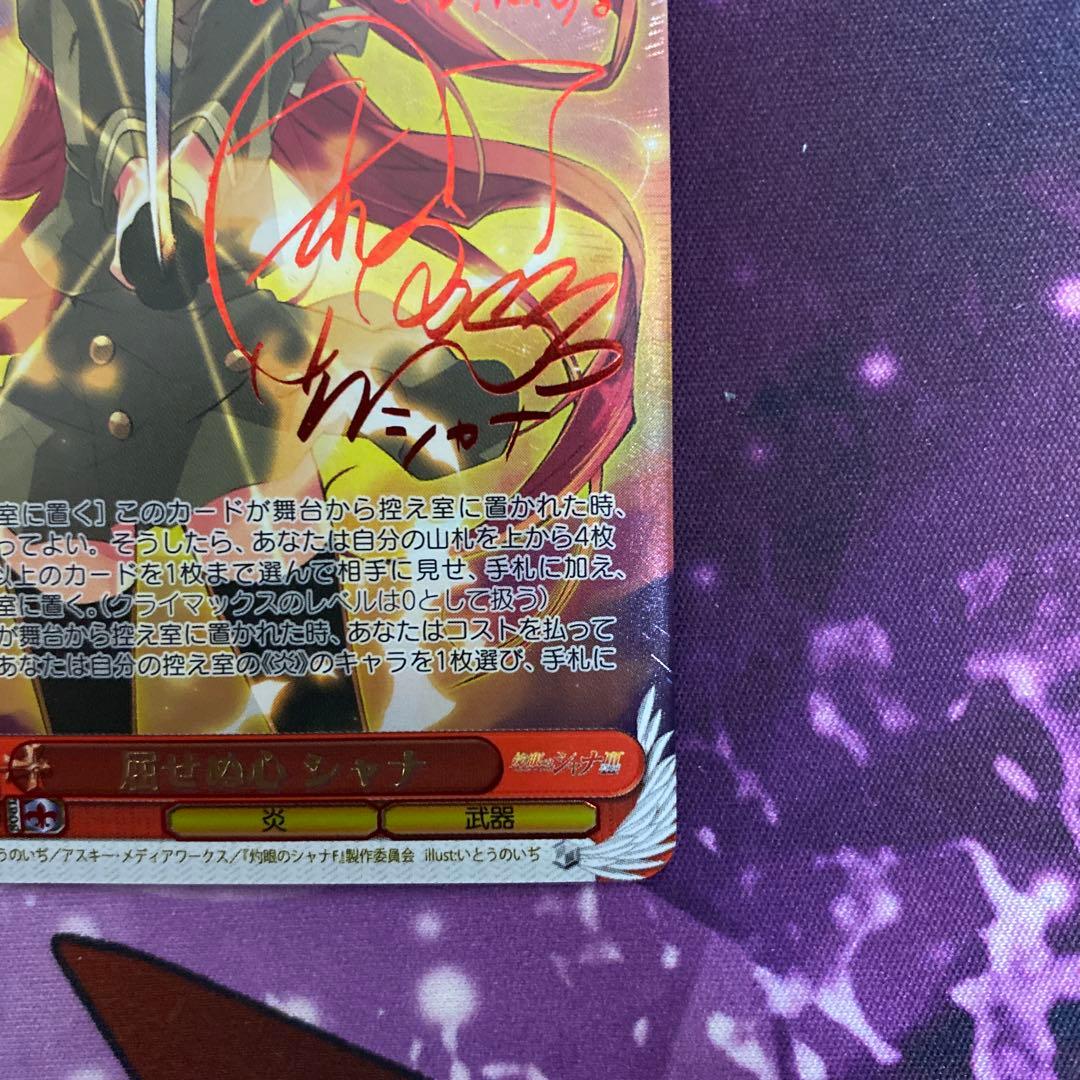 シャナ
室に置く］このカードが舞台から控え室に置かれた時、
ってよい。そうしたら、あなたは自分の山札を上から4枚
以上のカードを1枚まで選んで相手に見せ、手札に加え、
室に置く。（クライマックスのレベルは0として扱う）
が舞台から控え室に置かれた時、あなたはコストを払って
あなたは自分の控え室の《炎》のキャラを1枚選び、手札に
屈せぬ心 シャナ
灼眼のシャナIII
炎 武器
うのいぢ／アスキー・メディアワークス／『灼眼のシャナF』製作委員会 illust:いとうのいぢ